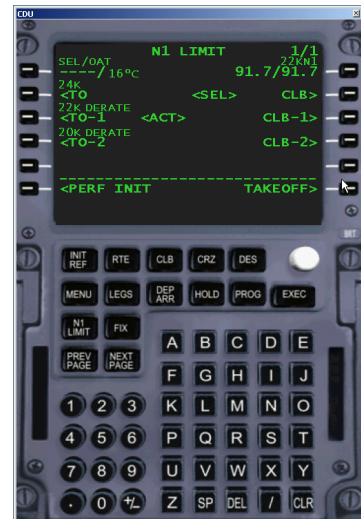 CDU
N1 LIMIT 1/1
SEL/OAT 22KN1
----/16°C 91.7/91.7
24K
<TO <SEL> CLB>
22K DERATE
<TO-1 <ACT> CLB-1>
20K DERATE
<TO-2 CLB-2>
--------------------------
<PERF INIT TAKEOFF>
BRT
INIT REF RTE CLB CRZ DES
MENU LEGS DEP ARR HOLD PROG EXEC
N1 LIMIT FIX
PREV PAGE NEXT PAGE
A B C D E
F G H I J
1 2 3 K L M N O
4 5 6 P Q R S T
7 8 9 U V W X Y
. 0 +/- Z SP DEL / CLR